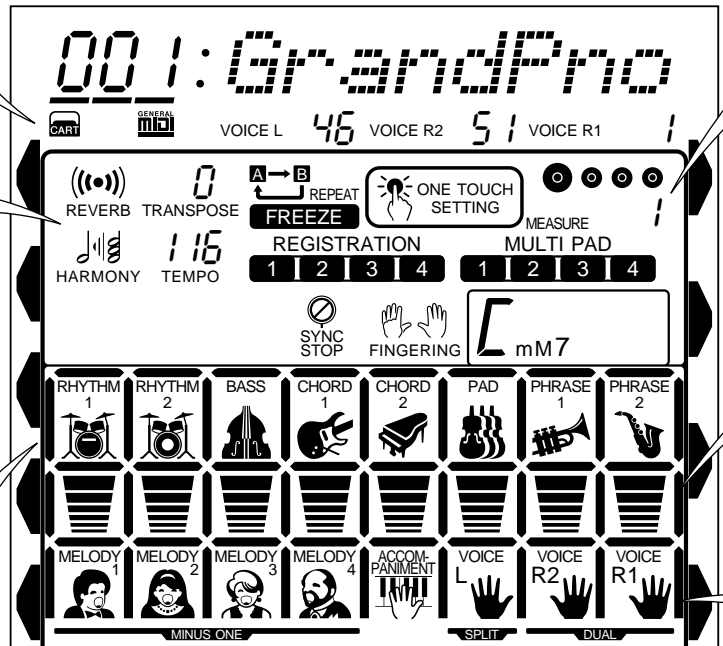 001:GrandPno
CART GENERAL MIDI VOICE L 46 VOICE R2 51 VOICE R1 1
REVERB 0 TRANSPOSE A B REPEAT FREEZE ONE TOUCH SETTING MEASURE 1
HARMONY 116 TEMPO REGISTRATION MULTI PAD
1 2 3 4 1 2 3 4
SYNC STOP FINGERING C mM7
RHYTHM 1 RHYTHM 2 BASS CHORD 1 CHORD 2 PAD PHRASE 1 PHRASE 2
MELODY 1 MELODY 2 MELODY 3 MELODY 4 ACCOM-PANIMENT VOICE L VOICE R2 VOICE R1
MINUS ONE SPLIT DUAL